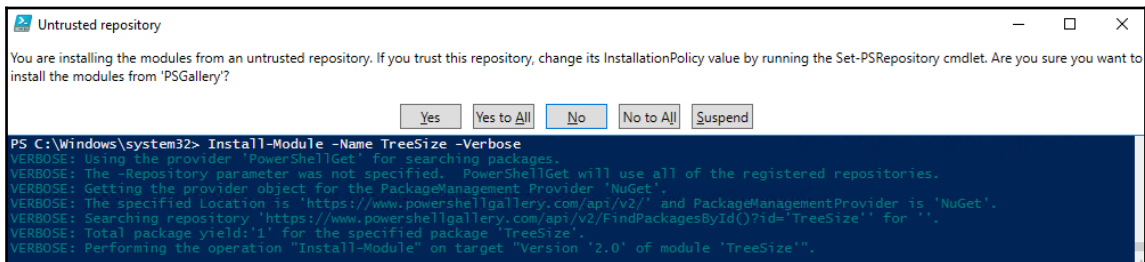 Untrusted repository
You are installing the modules from an untrusted repository. If you trust this repository, change its InstallationPolicy value by running the Set-PSRepository cmdlet. Are you sure you want to
install the modules from 'PSGallery'?
Yes Yes to All No No to All Suspend
PS C:\Windows\system32> Install-Module -Name TreeSize -Verbose
VERBOSE: Using the provider 'PowerShellGet' for searching packages.
VERBOSE: The -Repository parameter was not specified.  PowerShellGet will use all of the registered repositories.
VERBOSE: Getting the provider object for the PackageManagement Provider 'NuGet'.
VERBOSE: The specified Location is 'https://www.powershellgallery.com/api/v2/' and PackageManagementProvider is 'NuGet'.
VERBOSE: Searching repository 'https://www.powershellgallery.com/api/v2/FindPackagesById()?id='TreeSize'' for ''.
VERBOSE: Total package yield:'1' for the specified package 'TreeSize'.
VERBOSE: Performing the operation "Install-Module" on target "Version '2.0' of module 'TreeSize'".